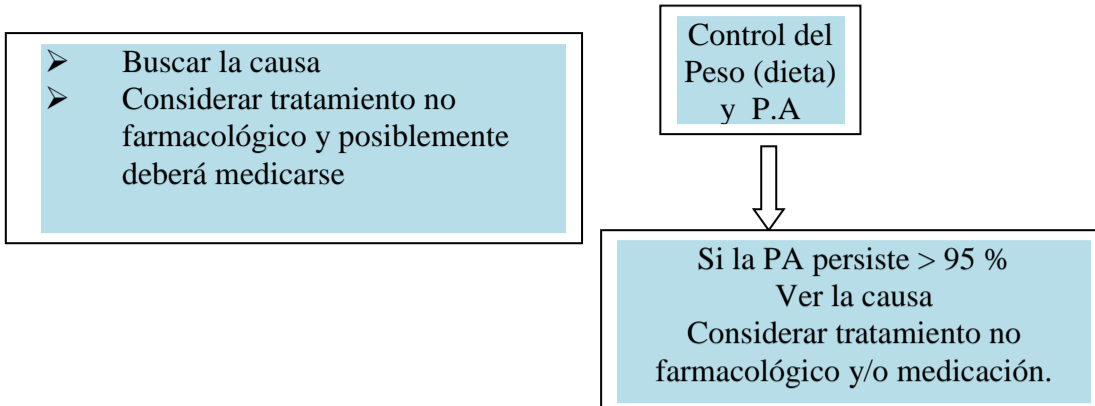 ➢ Buscar la causa
➢ Considerar tratamiento no
farmacológico y posiblemente
deberá medicarse
Control del
Peso (dieta)
y P.A
Si la PA persiste > 95 %
Ver la causa
Considerar tratamiento no
farmacológico y/o medicación.